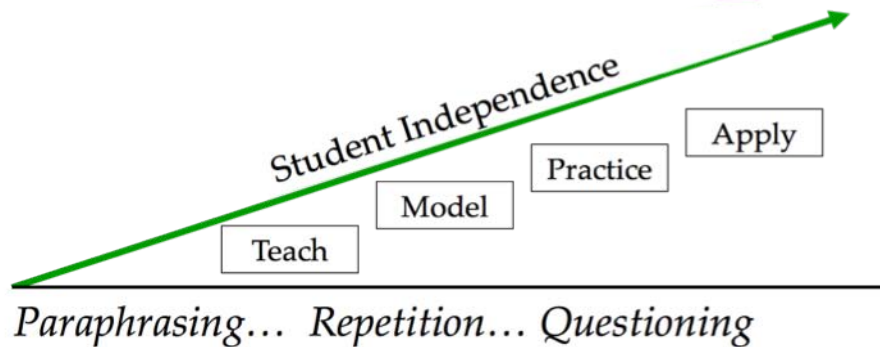 Student Independence
Apply
Practice
Model
Teach
Paraphrasing… Repetition… Questioning